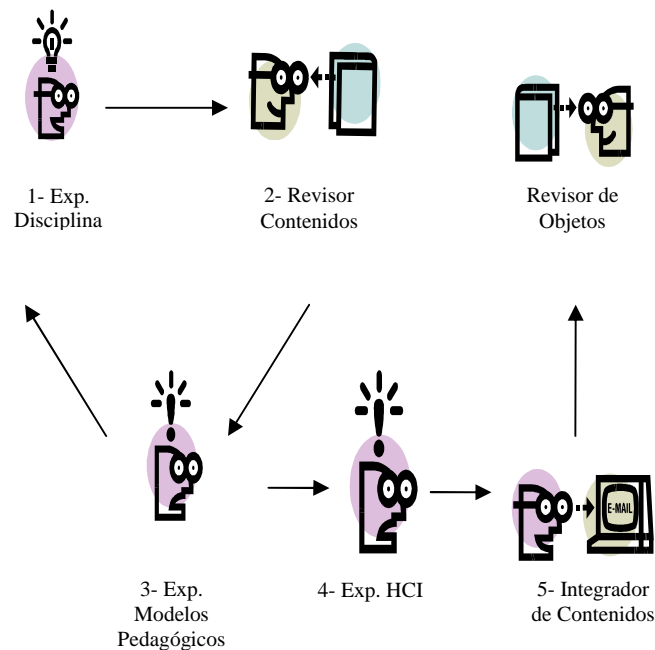 1- Exp.
Disciplina
2- Revisor
Contenidos
Revisor de
Objetos
E-MAIL
3- Exp.
Modelos
Pedagógicos
4- Exp. HCI
5- Integrador
de Contenidos